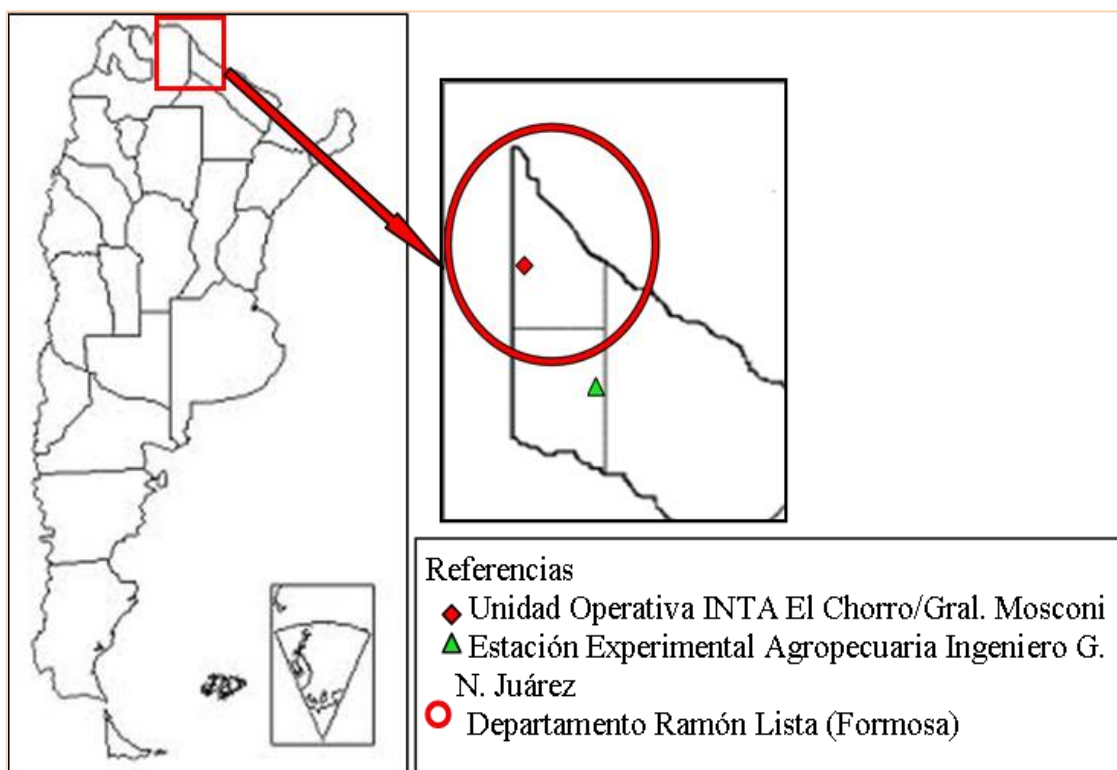 Referencias
Unidad Operativa INTA El Chorro/Gral. Mosconi
Estación Experimental Agropecuaria Ingeniero G.
N. Juárez
Departamento Ramón Lista (Formosa)